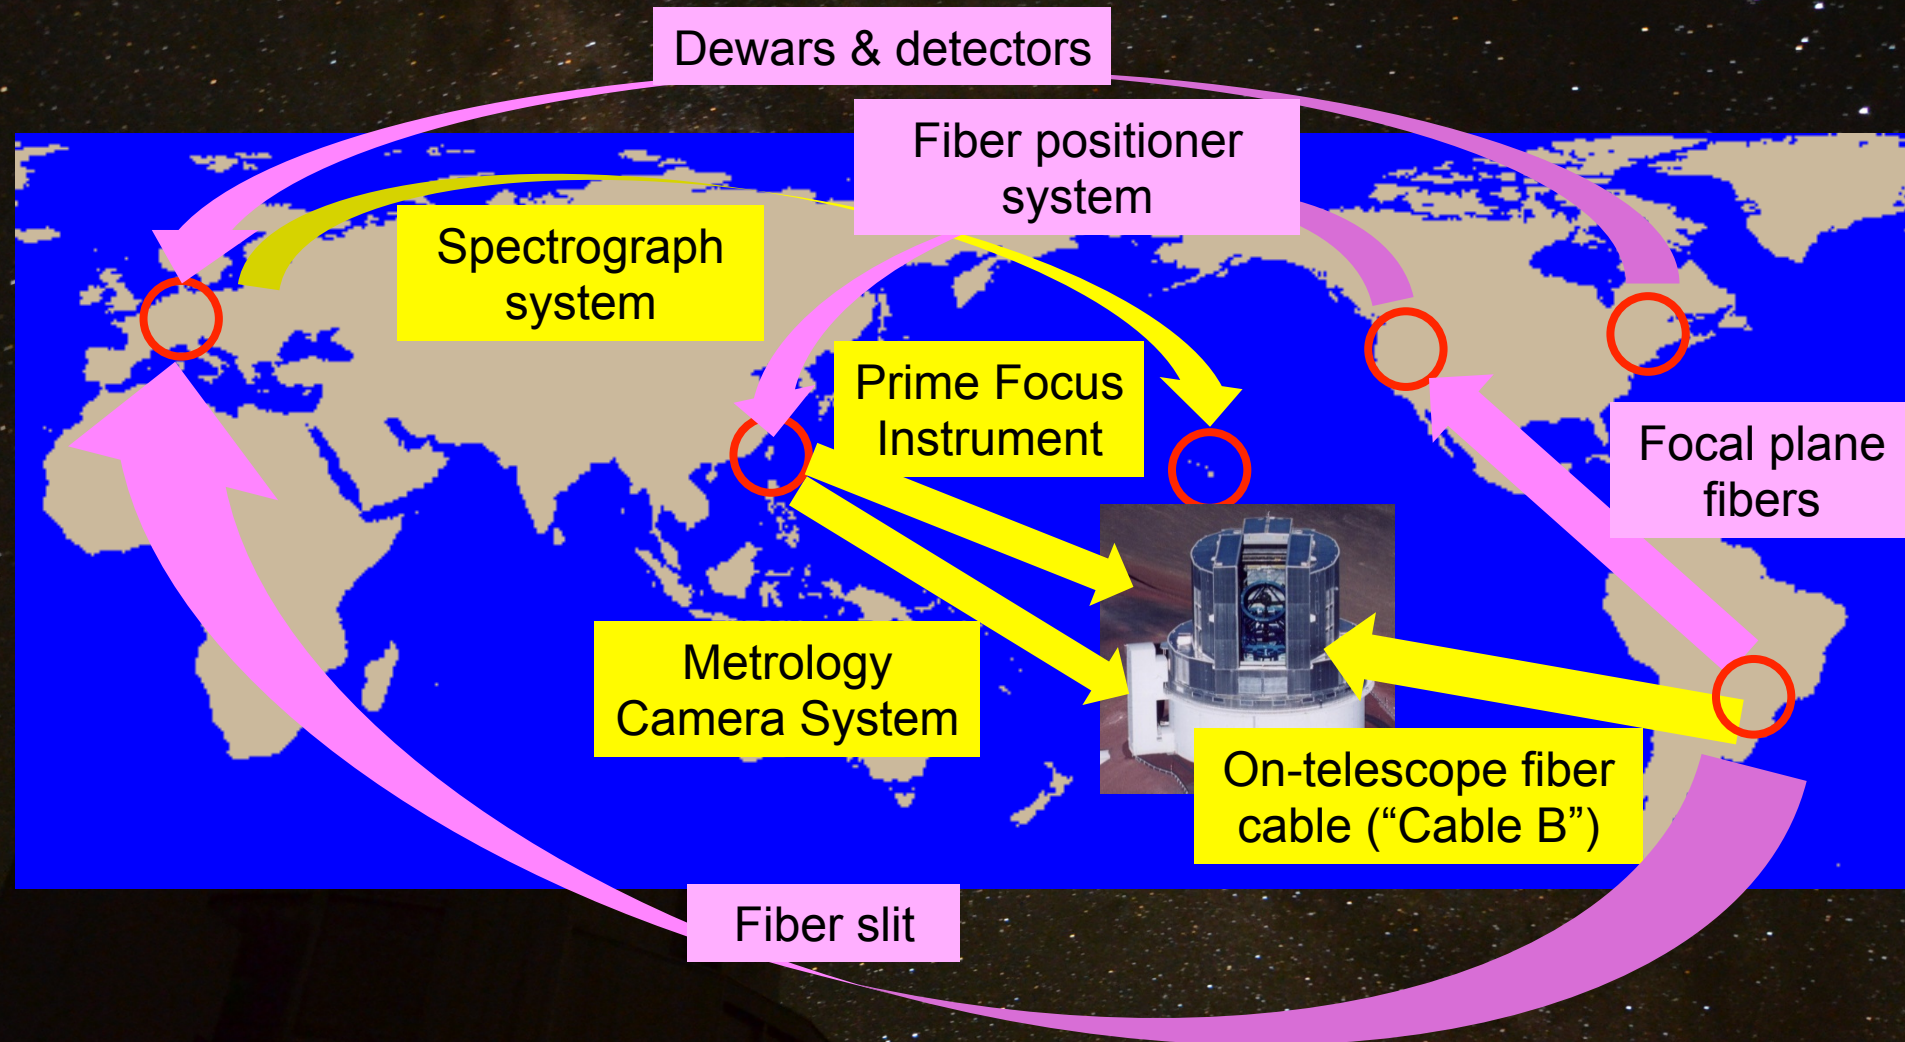 Dewars & detectors
Fiber positioner
system
Spectrograph
system
Prime Focus
Instrument
Focal plane
fibers
Metrology
Camera System
On-telescope fiber
cable (“Cable B”)
Fiber slit